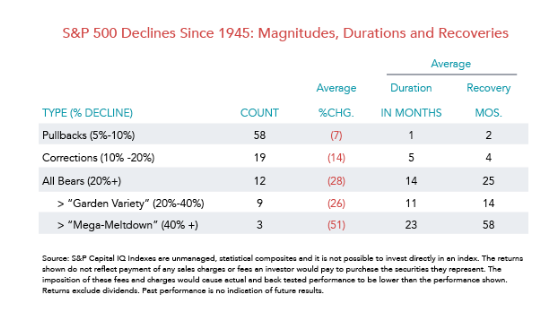 S&P 500 Declines Since 1945: Magnitudes, Durations and Recoveries
Average
Average Duration Recovery
TYPE (% DECLINE) COUNT %CHG. IN MONTHS MOS.
Pullbacks (5%-10%) 58 (7) 1 2
Corrections (10% -20%) 19 (14) 5 4
All Bears (20%+) 12 (28) 14 25
> “Garden Variety” (20%-40%) 9 (26) 11 14
> “Mega-Meltdown” (40% +) 3 (51) 23 58
Source: S&P Capital IQ Indexes are unmanaged, statistical composites and it is not possible to invest directly in an index. The returns
shown do not reflect payment of any sales charges or fees an investor would pay to purchase the securities they represent. The
imposition of these fees and charges would cause actual and back tested performance to be lower than the performance shown.
Returns exclude dividends. Past performance is no indication of future results.